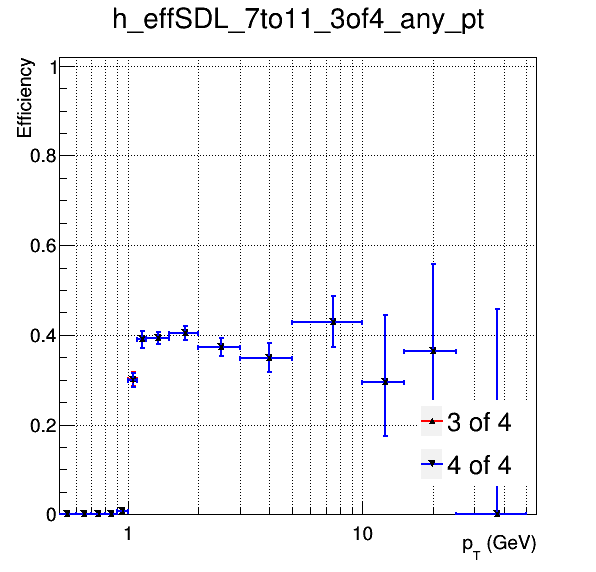 h_effSDL_7to11_3of4_any_pt
Efficiency
1
0.8
0.6
0.4
0.2
0
3 of 4
4 of 4
1 10
p_T (GeV)